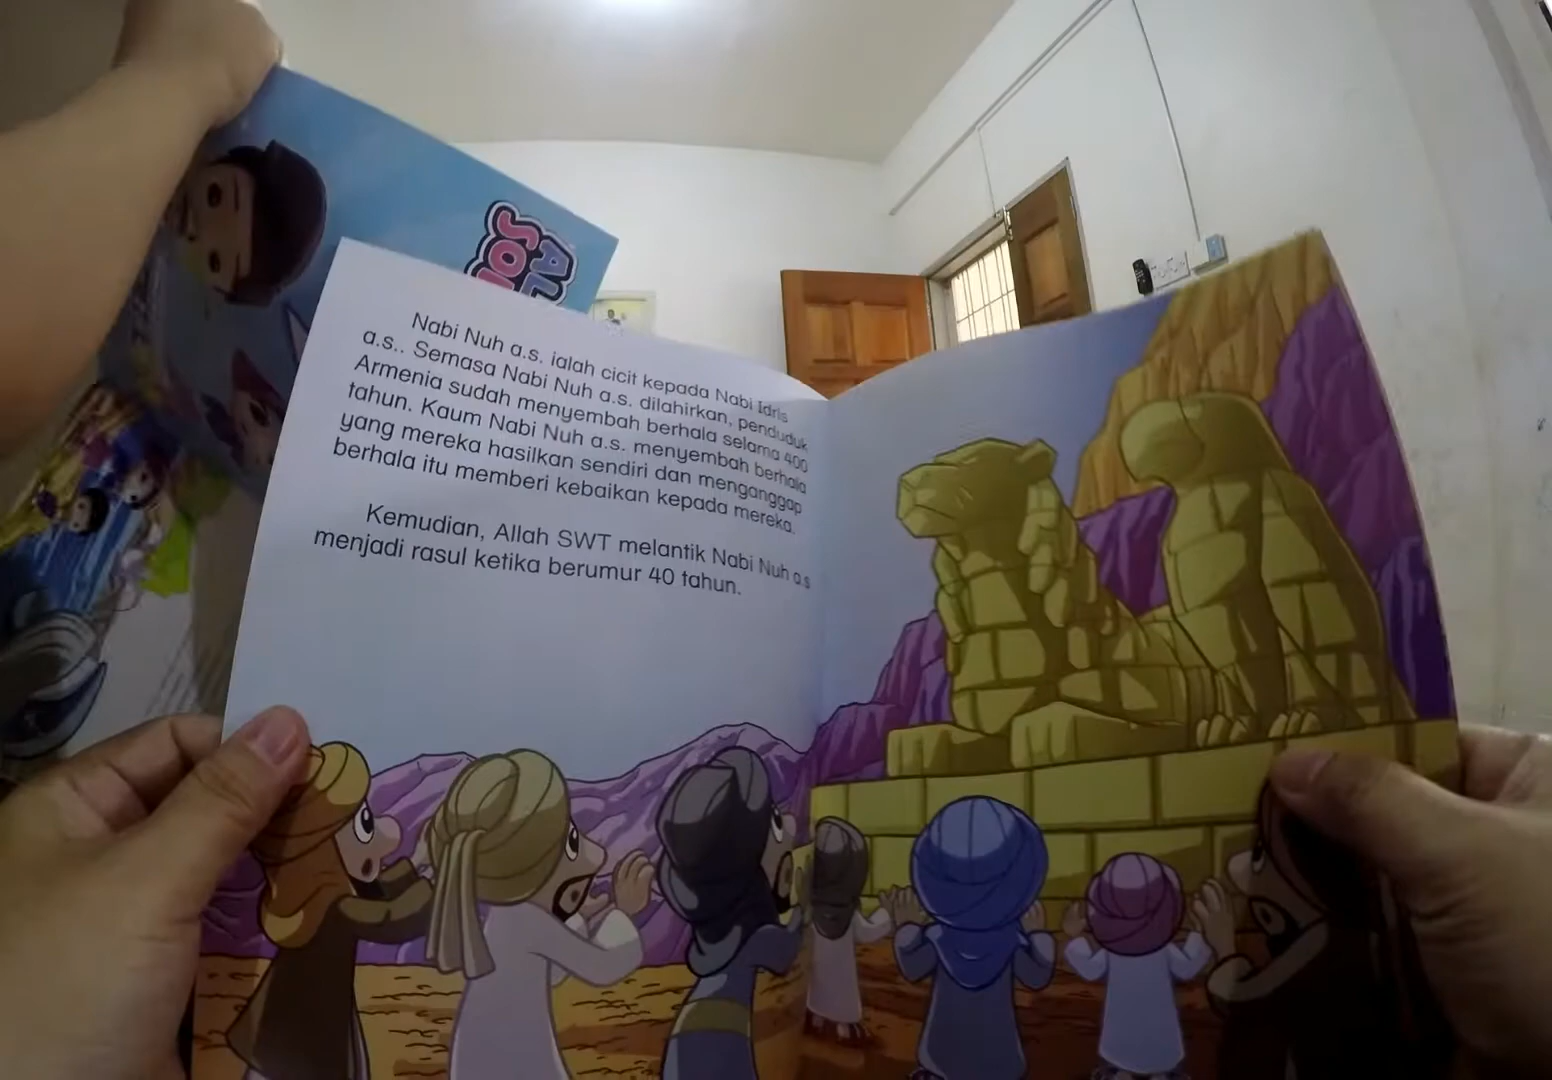 AL
SO
Nabi Nuh a.s. ialah cicit kepada Nabi Idris
a.s.. Semasa Nabi Nuh a.s. dilahirkan, penduduk
Armenia sudah menyembah berhala selama 400
tahun. Kaum Nabi Nuh a.s. menyembah berhala
yang mereka hasilkan sendiri dan menganggap
berhala itu memberi kebaikan kepada mereka.
Kemudian, Allah SWT melantik Nabi Nuh a.s
menjadi rasul ketika berumur 40 tahun.